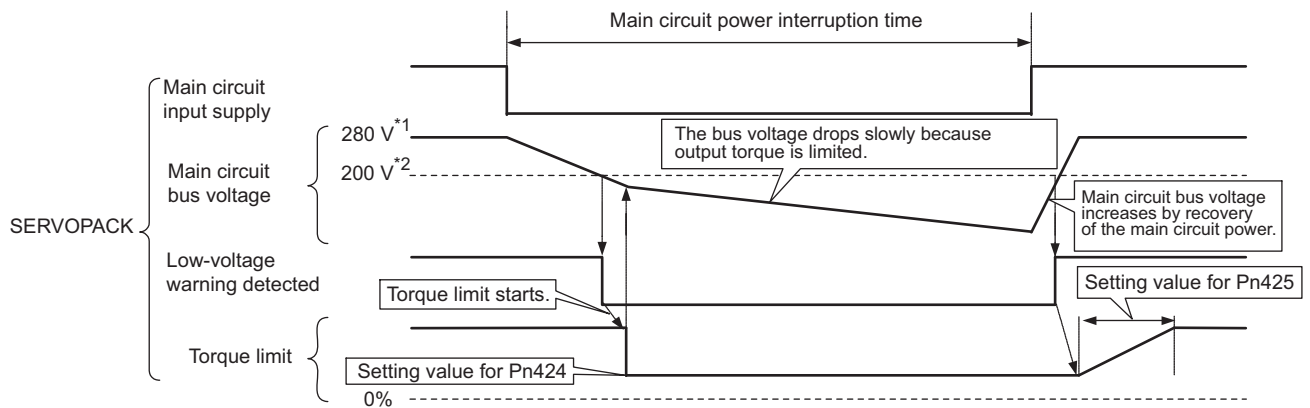 Main circuit power interruption time
Main circuit
input supply
280 V*1
The bus voltage drops slowly because
output torque is limited.
200 V*2
Main circuit
bus voltage
Main circuit bus voltage
increases by recovery
of the main circuit power.
SERVOPACK
Low-voltage
warning detected
Torque limit starts.
Setting value for Pn425
Torque limit
Setting value for Pn424
0%